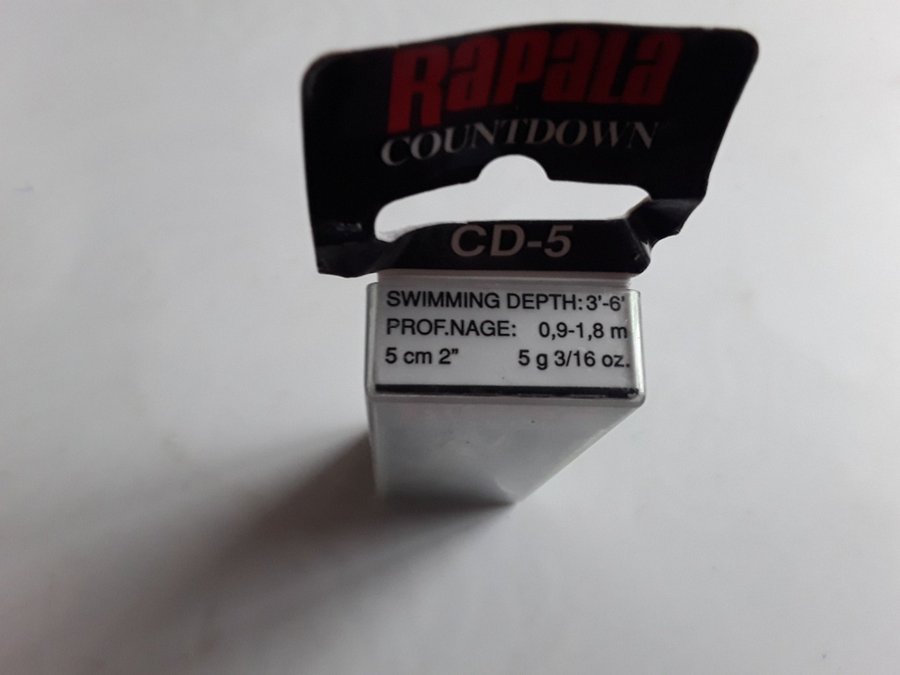 Rapala
COUNTDOWN
CD-5
SWIMMING DEPTH: 3'-6'
PROF.NAGE: 0,9-1,8 m
5 cm 2" 5 g 3/16 oz.